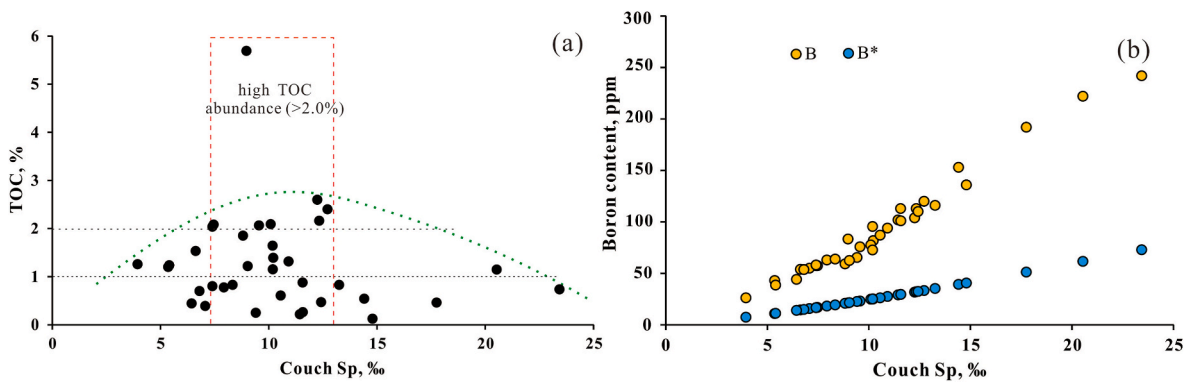 (a)
high TOC
abundance (>2.0%)
TOC, %
6
5
4
3
2
1
0
0 5 10 15 20 25
Couch Sp, ‰
(b)
B B*
Boron content, ppm
300
250
200
150
100
50
0
0 5 10 15 20 25
Couch Sp, ‰